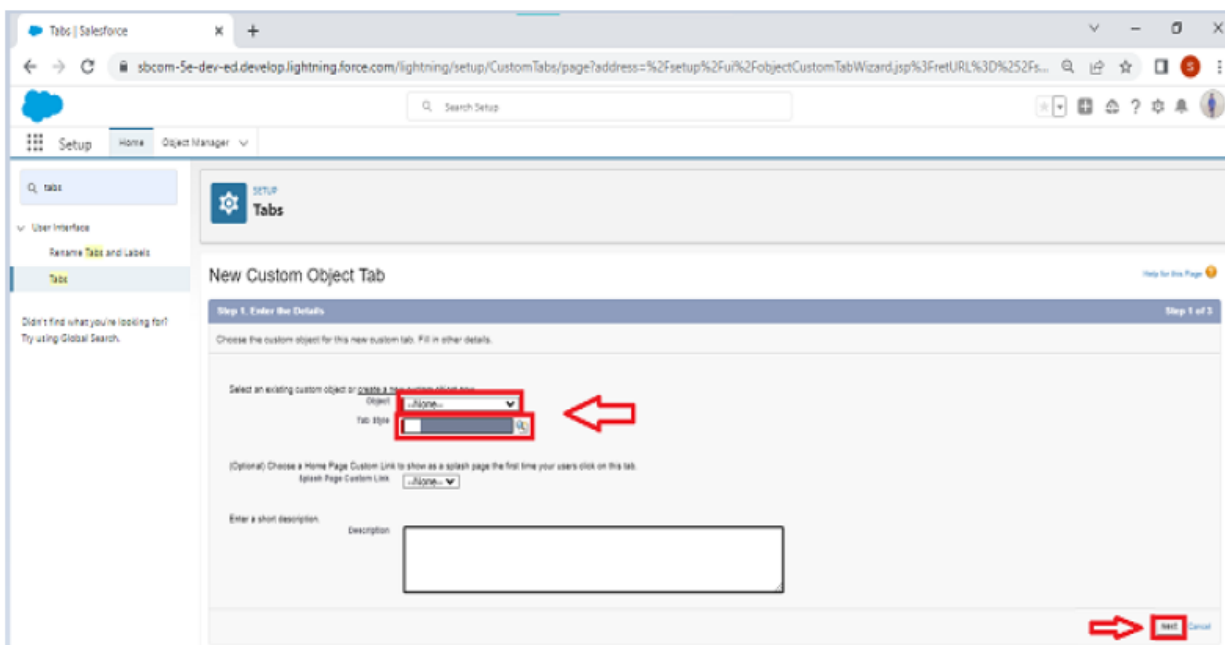 Tabs | Salesforce
sbcom-5e-dev-ed.develop.lightning.force.com/lightning/setup/CustomTabs/page?address=%2Fsetup%2Fui%2FobjectCustomTabWizard.jsp%3FretURL%3D%252Fs...
S
Search Setup
Setup
Home
Object Manager
tabs
SETUP
Tabs
User Interface
Rename Tabs and Labels
Tabs
New Custom Object Tab
Help for this Page
Didn't find what you're looking for?
Try using Global Search.
Step 1. Enter the Details
Step 1 of 3
Choose the custom object for this new custom tab. Fill in other details.
Select an existing custom object or create a new custom object now.
Object
--None--
Tab Style
(Optional) Choose a Home Page Custom Link to show as a splash page the first time your users click on this tab.
Splash Page Custom Link
--None--
Enter a short description.
Description
Next
Cancel